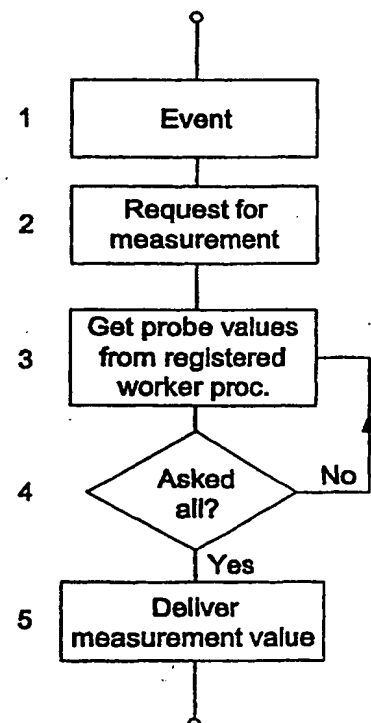 1
Event
2
Request for
measurement
3
Get probe values
from registered
worker proc.
4
Asked
all?
No
Yes
5
Deliver
measurement value